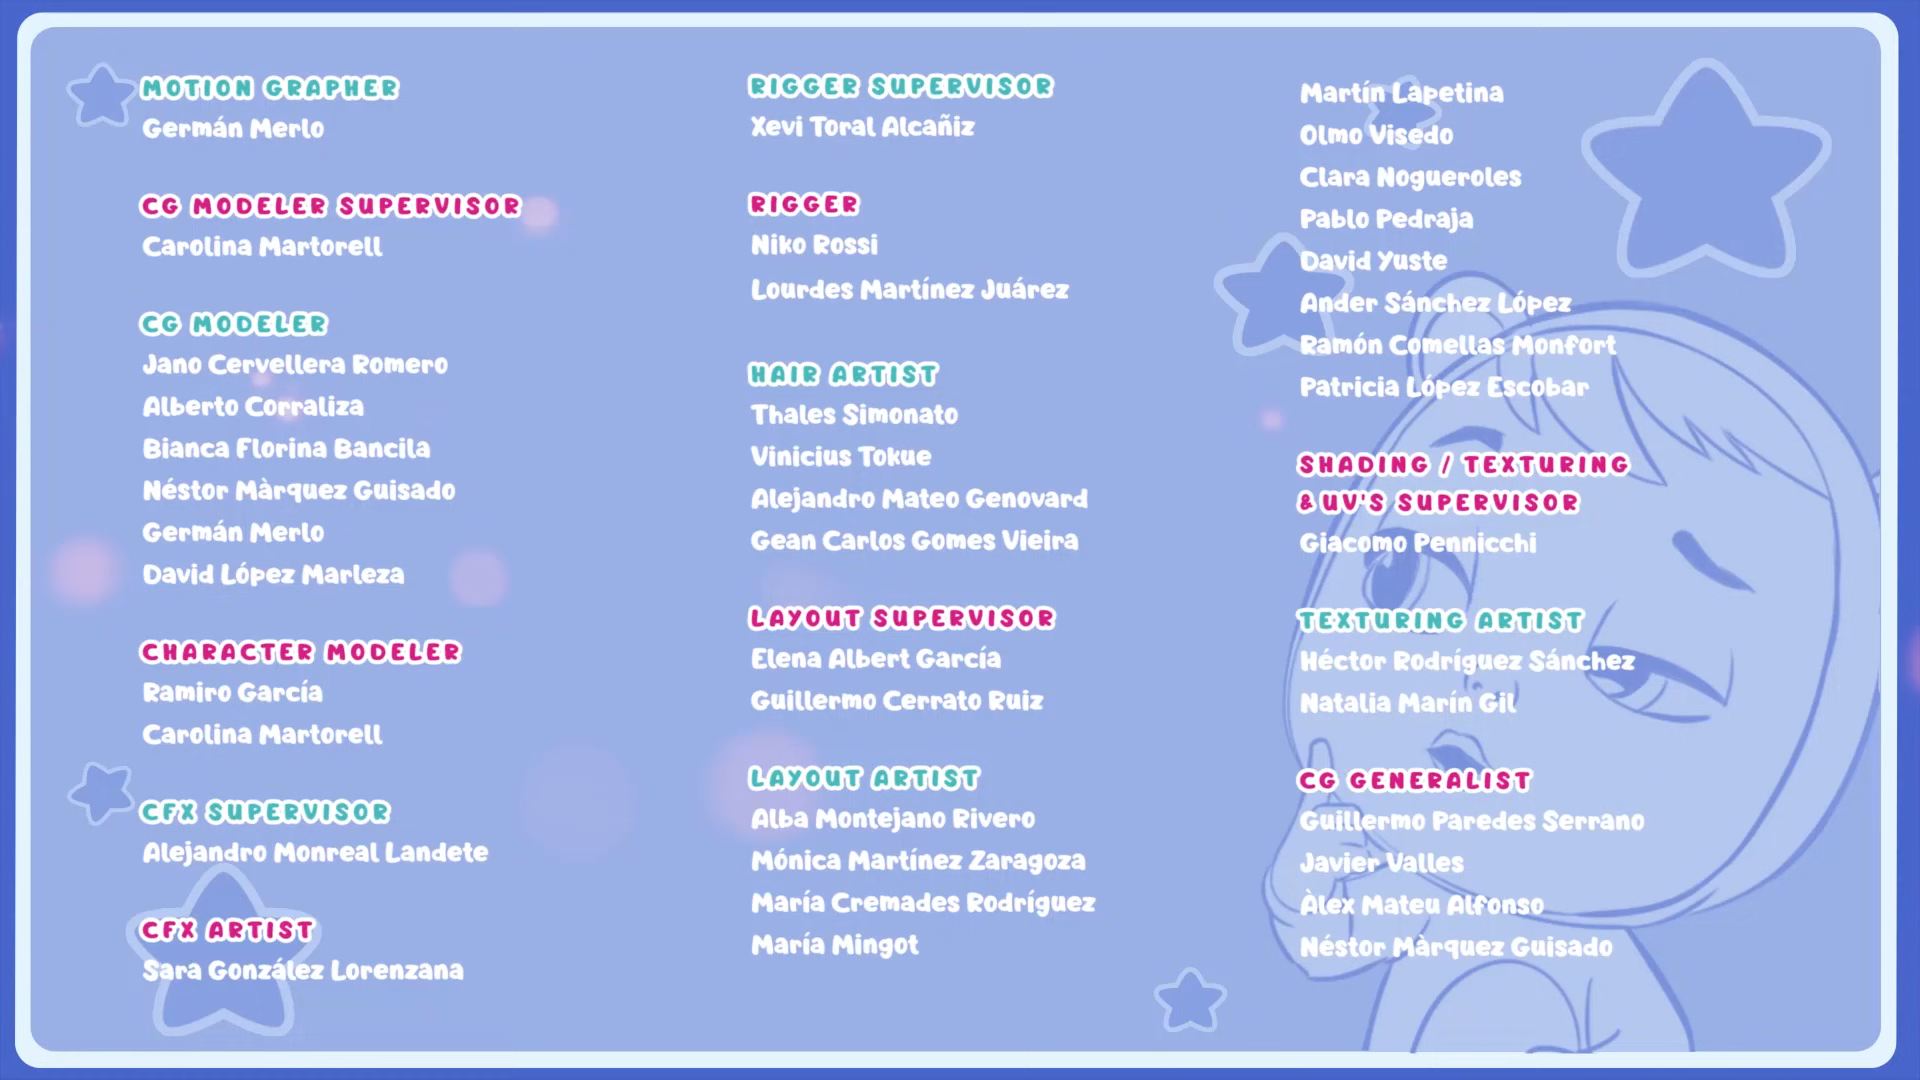 MOTION GRAPHER
Germán Merlo
CG MODELER SUPERVISOR
Carolina Martorell
CG MODELER
Jano Cervellera Romero
Alberto Corraliza
Bianca Florina Bancila
Néstor Màrquez Guisado
Germán Merlo
David López Marleza
CHARACTER MODELER
Ramiro García
Carolina Martorell
CFX SUPERVISOR
Alejandro Monreal Landete
CFX ARTIST
Sara González Lorenzana
RIGGER SUPERVISOR
Xevi Toral Alcañiz
RIGGER
Niko Rossi
Lourdes Martínez Juárez
HAIR ARTIST
Thales Simonato
Vinicius Tokue
Alejandro Mateo Genovard
Gean Carlos Gomes Vieira
LAYOUT SUPERVISOR
Elena Albert García
Guillermo Cerrato Ruiz
LAYOUT ARTIST
Alba Montejano Rivero
Mónica Martínez Zaragoza
María Cremades Rodríguez
María Mingot
Martín Lapetina
Olmo Visedo
Clara Nogueroles
Pablo Pedraja
David Yuste
Ander Sánchez López
Ramón Comellas Monfort
Patricia López Escobar
SHADING / TEXTURING
& UV'S SUPERVISOR
Giacomo Pennicchi
TEXTURING ARTIST
Héctor Rodríguez Sánchez
Natalia Marín Gil
CG GENERALIST
Guillermo Paredes Serrano
Javier Valles
Àlex Mateu Alfonso
Néstor Màrquez Guisado